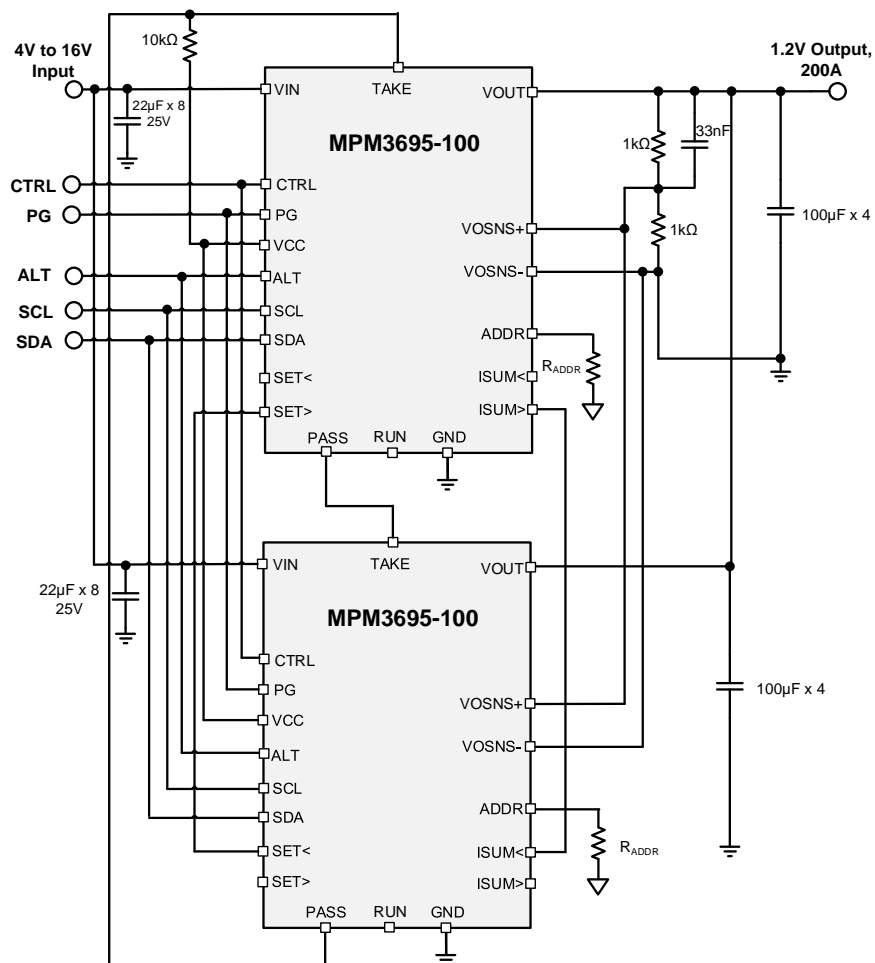 4V to 16V
Input
10kΩ
1.2V Output,
200A
22µF x 8
25V
VIN
TAKE
VOUT
MPM3695-100
1kΩ
33nF
CTRL
CTRL
PG
PG
VCC
VOSNS+
1kΩ
100µF x 4
ALT
ALT
VOSNS-
SCL
SCL
SDA
SDA
ADDR
SET<
ISUM<
RADDR
SET>
ISUM>
PASS
RUN
GND
VIN
TAKE
VOUT
22µF x 8
25V
MPM3695-100
CTRL
PG
VOSNS+
100µF x 4
VCC
VOSNS-
ALT
SCL
SDA
ADDR
SET<
ISUM<
RADDR
SET>
ISUM>
PASS
RUN
GND